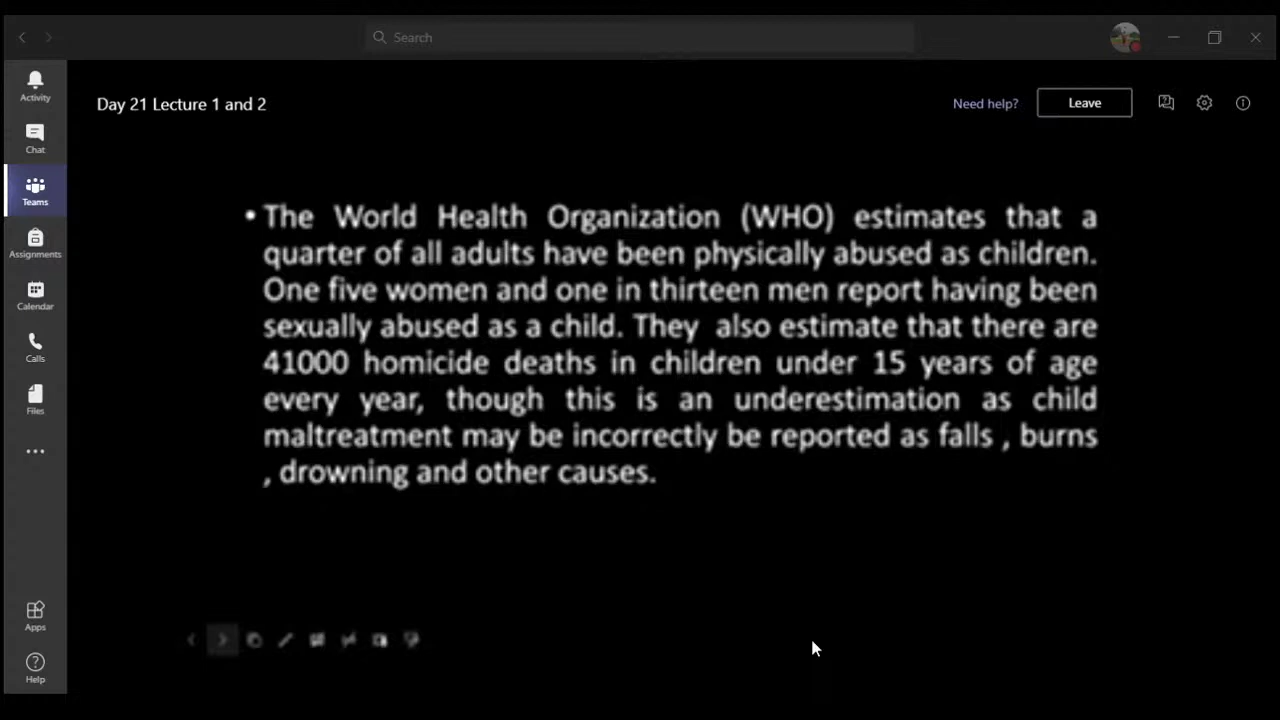 Search
Activity
Chat
Teams
Assignments
Calendar
Calls
Files
Apps
Help
Day 21 Lecture 1 and 2
Need help?
Leave
• The World Health Organization (WHO) estimates that a
quarter of all adults have been physically abused as children.
One five women and one in thirteen men report having been
sexually abused as a child. They also estimate that there are
41000 homicide deaths in children under 15 years of age
every year, though this is an underestimation as child
maltreatment may be incorrectly be reported as falls , burns
, drowning and other causes.